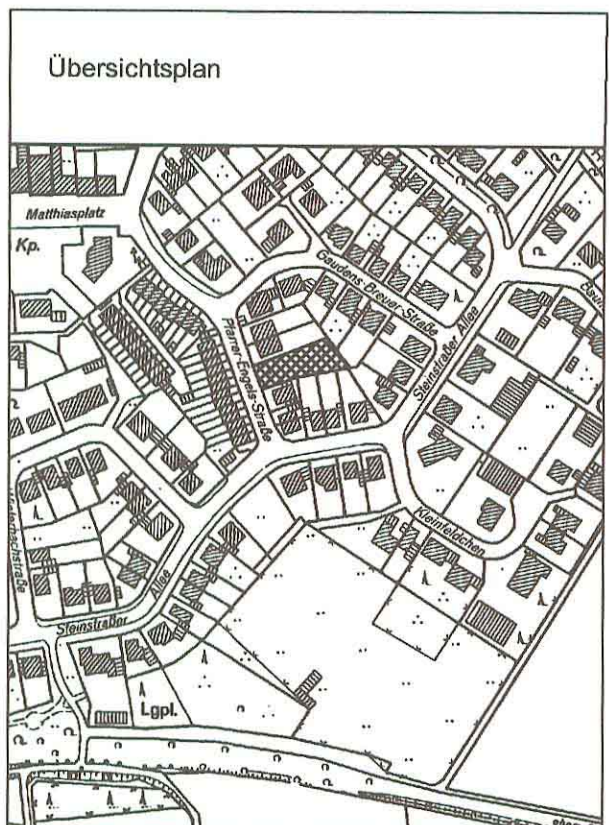 Übersichtsplan
Matthiasplatz
Kp.
Gaudens-Breuer-Straße
Pfarrer-Engels-Straße
Steinstraßer Allee
Kleinfeldchen
Steinstraßer Allee
Lgpl.